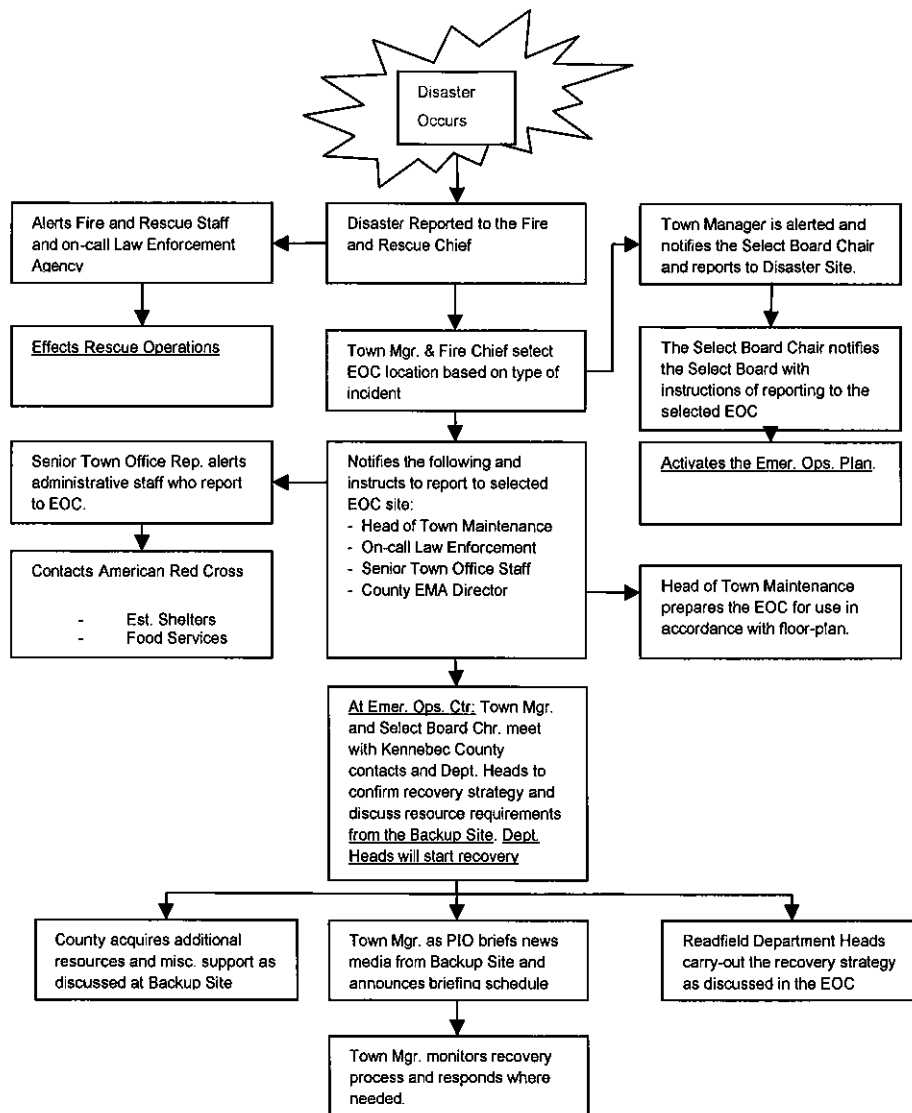 Disaster
Occurs
Alerts Fire and Rescue Staff
and on-call Law Enforcement
Agency
Disaster Reported to the Fire
and Rescue Chief
Town Manager is alerted and
notifies the Select Board Chair
and reports to Disaster Site.
Effects Rescue Operations
Town Mgr. & Fire Chief select
EOC location based on type of
incident
The Select Board Chair notifies
the Select Board with
instructions of reporting to the
selected EOC
Activates the Emer. Ops. Plan.
Senior Town Office Rep. alerts
administrative staff who report
to EOC.
Notifies the following and
instructs to report to selected
EOC site:
- Head of Town Maintenance
- On-call Law Enforcement
- Senior Town Office Staff
- County EMA Director
Contacts American Red Cross
- Est. Shelters
- Food Services
Head of Town Maintenance
prepares the EOC for use in
accordance with floor-plan.
At Emer. Ops. Ctr: Town Mgr.
and Select Board Chr. meet
with Kennebec County
contacts and Dept. Heads to
confirm recovery strategy and
discuss resource requirements
from the Backup Site. Dept.
Heads will start recovery
County acquires additional
resources and misc. support as
discussed at Backup Site
Town Mgr. as PIO briefs news
media from Backup Site and
announces briefing schedule
Readfield Department Heads
carry-out the recovery strategy
as discussed in the EOC
Town Mgr. monitors recovery
process and responds where
needed.